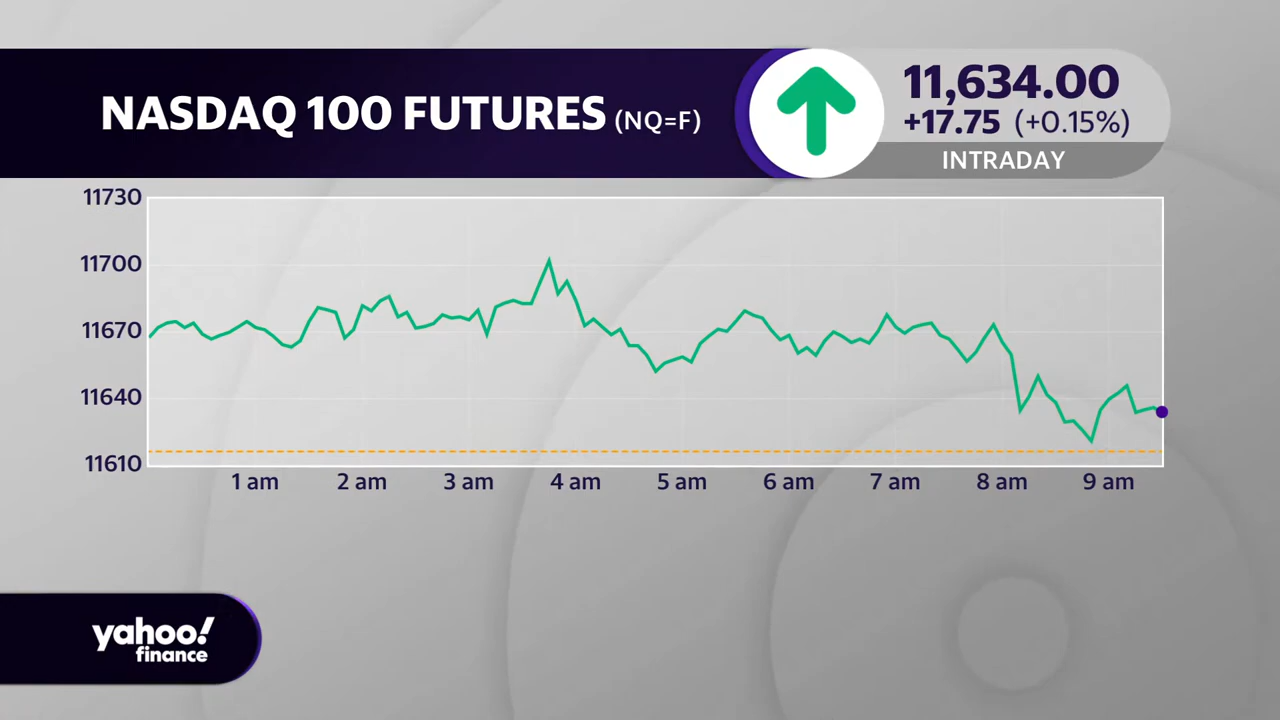 NASDAQ 100 FUTURES (NQ=F)
11,634.00
+17.75 (+0.15%)
INTRADAY
11730
11700
11670
11640
11610
1 am 2 am 3 am 4 am 5 am 6 am 7 am 8 am 9 am
yahoo!
finance